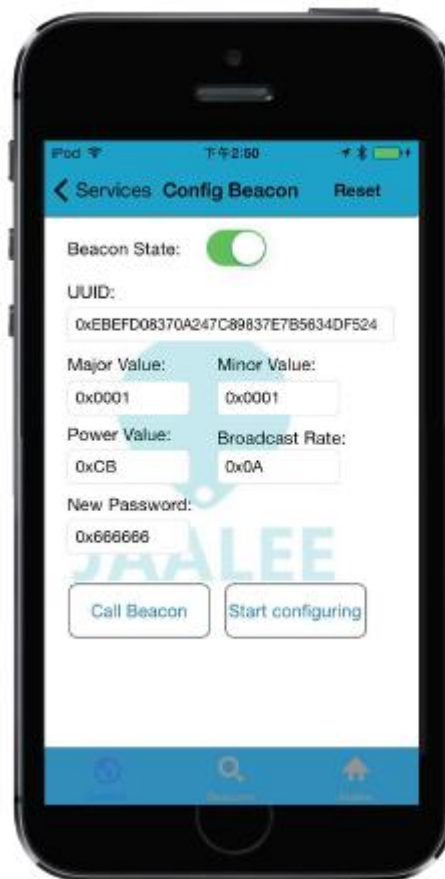 iPod 下午2:50
Services Config Beacon Reset
Beacon State:
UUID:
0xEBEFD08370A247C89837E7B5634DF524
Major Value: Minor Value:
0x0001 0x0001
Power Value: Broadcast Rate:
0xCB 0x0A
New Password:
0x666666
JAALEE
Call Beacon Start configuring